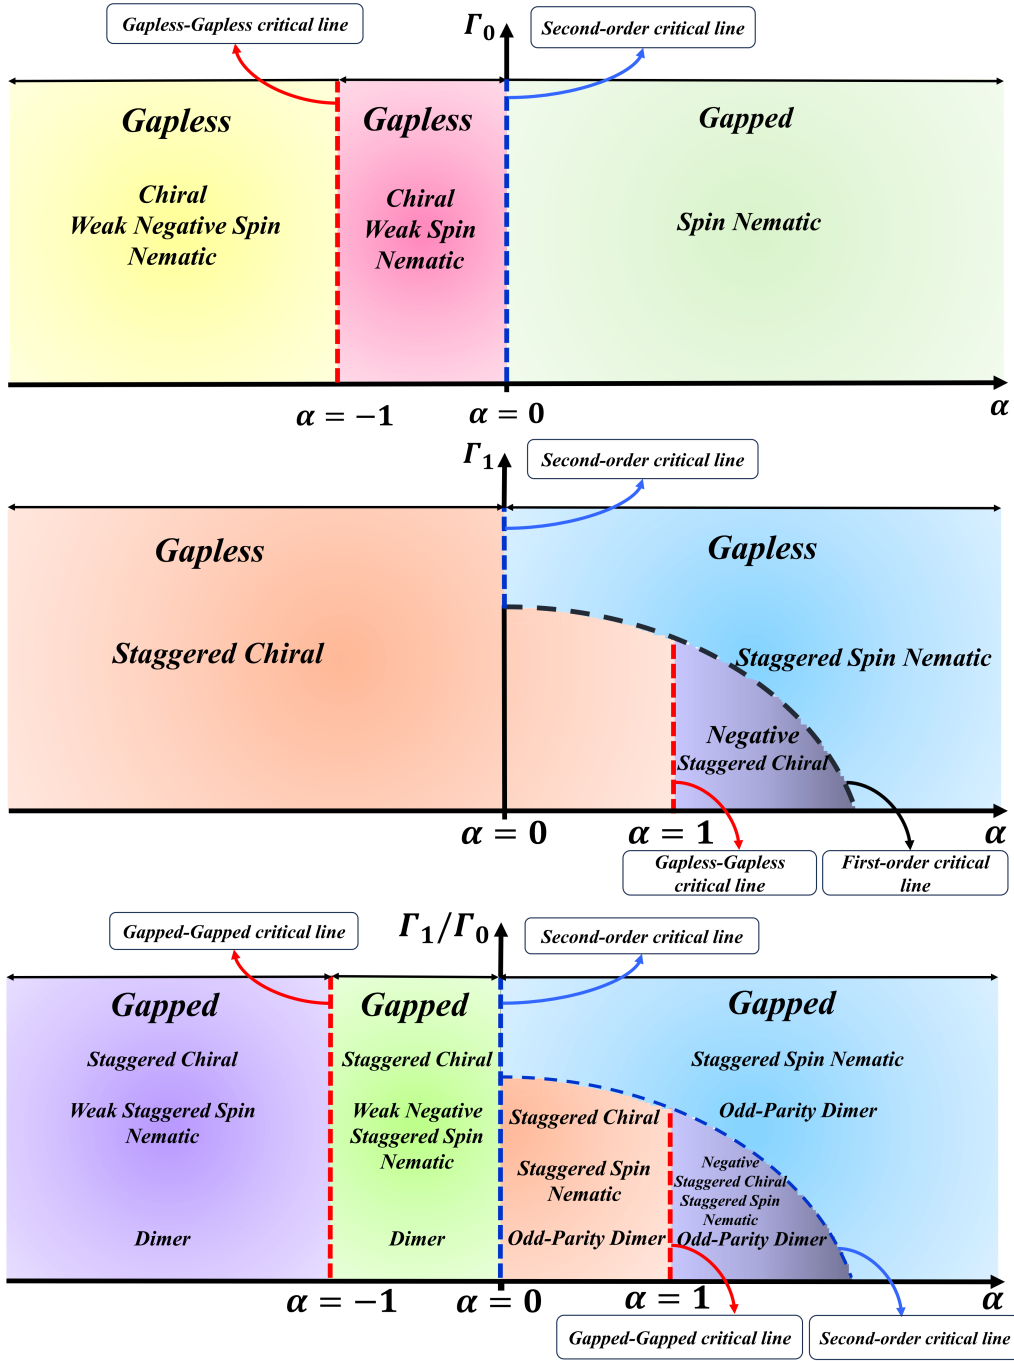 Gapless-Gapless critical line
Γ₀
Second-order critical line
Gapless
Gapless
Gapped
Chiral
Weak Negative Spin
Nematic
Chiral
Weak Spin
Nematic
Spin Nematic
α = −1
α = 0
α
Γ₁
Second-order critical line
Gapless
Gapless
Staggered Chiral
Staggered Spin Nematic
Negative
Staggered Chiral
α = 0
α = 1
α
Gapless-Gapless
critical line
First-order critical
line
Gapped-Gapped critical line
Γ₁/Γ₀
Second-order critical line
Gapped
Gapped
Gapped
Staggered Chiral
Staggered Chiral
Staggered Spin Nematic
Weak Staggered Spin
Nematic
Weak Negative
Staggered Spin
Nematic
Odd-Parity Dimer
Staggered Chiral
Staggered Spin
Nematic
Negative
Staggered Chiral
Staggered Spin
Nematic
Dimer
Dimer
Odd-Parity Dimer
Odd-Parity Dimer
α = −1
α = 0
α = 1
α
Gapped-Gapped critical line
Second-order critical line